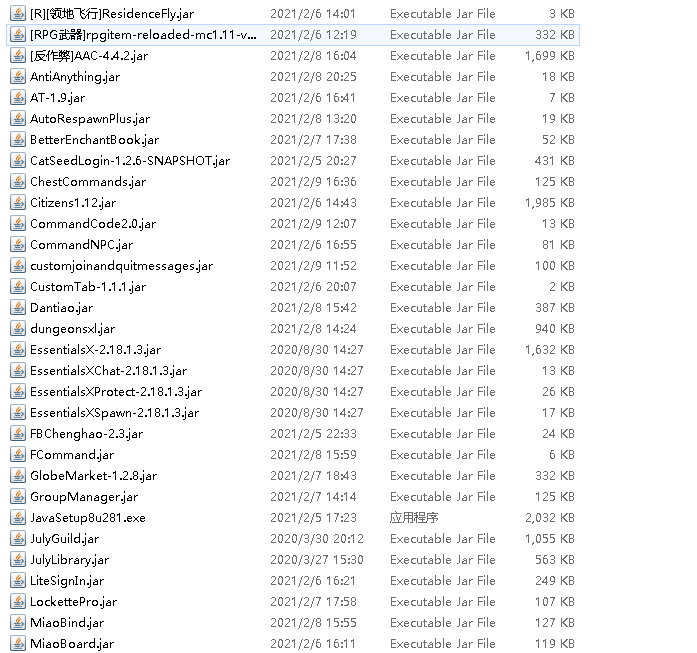 [R][领地飞行]ResidenceFly.jar 2021/2/6 14:01 Executable Jar File 3 KB
[RPG武器]rpgitem-reloaded-mc1.11-v... 2021/2/6 12:19 Executable Jar File 332 KB
[反作弊]AAC-4.4.2.jar 2021/2/8 16:04 Executable Jar File 1,699 KB
AntiAnything.jar 2021/2/8 20:25 Executable Jar File 18 KB
AT-1.9.jar 2021/2/6 16:41 Executable Jar File 7 KB
AutoRespawnPlus.jar 2021/2/8 13:20 Executable Jar File 19 KB
BetterEnchantBook.jar 2021/2/7 17:38 Executable Jar File 52 KB
CatSeedLogin-1.2.6-SNAPSHOT.jar 2021/2/5 20:27 Executable Jar File 431 KB
ChestCommands.jar 2021/2/9 16:36 Executable Jar File 125 KB
Citizens1.12.jar 2021/2/6 14:43 Executable Jar File 1,985 KB
CommandCode2.0.jar 2021/2/9 12:07 Executable Jar File 13 KB
CommandNPC.jar 2021/2/6 16:55 Executable Jar File 81 KB
customjoinandquitmessages.jar 2021/2/9 11:52 Executable Jar File 100 KB
CustomTab-1.1.1.jar 2021/2/6 20:07 Executable Jar File 2 KB
Dantiao.jar 2021/2/8 15:42 Executable Jar File 387 KB
dungeonsxl.jar 2021/2/8 14:24 Executable Jar File 940 KB
EssentialsX-2.18.1.3.jar 2020/8/30 14:27 Executable Jar File 1,632 KB
EssentialsXChat-2.18.1.3.jar 2020/8/30 14:27 Executable Jar File 13 KB
EssentialsXProtect-2.18.1.3.jar 2020/8/30 14:27 Executable Jar File 26 KB
EssentialsXSpawn-2.18.1.3.jar 2020/8/30 14:27 Executable Jar File 17 KB
FBChenghao-2.3.jar 2021/2/5 22:33 Executable Jar File 24 KB
FCommand.jar 2021/2/8 15:59 Executable Jar File 6 KB
GlobeMarket-1.2.8.jar 2021/2/7 18:43 Executable Jar File 332 KB
GroupManager.jar 2021/2/7 14:14 Executable Jar File 125 KB
JavaSetup8u281.exe 2021/2/5 17:23 应用程序 2,032 KB
JulyGuild.jar 2020/3/30 20:12 Executable Jar File 1,055 KB
JulyLibrary.jar 2020/3/27 15:30 Executable Jar File 563 KB
LiteSignIn.jar 2021/2/6 16:21 Executable Jar File 249 KB
LockettePro.jar 2021/2/7 17:58 Executable Jar File 107 KB
MiaoBind.jar 2021/2/8 15:55 Executable Jar File 127 KB
MiaoBoard.jar 2021/2/6 16:11 Executable Jar File 119 KB